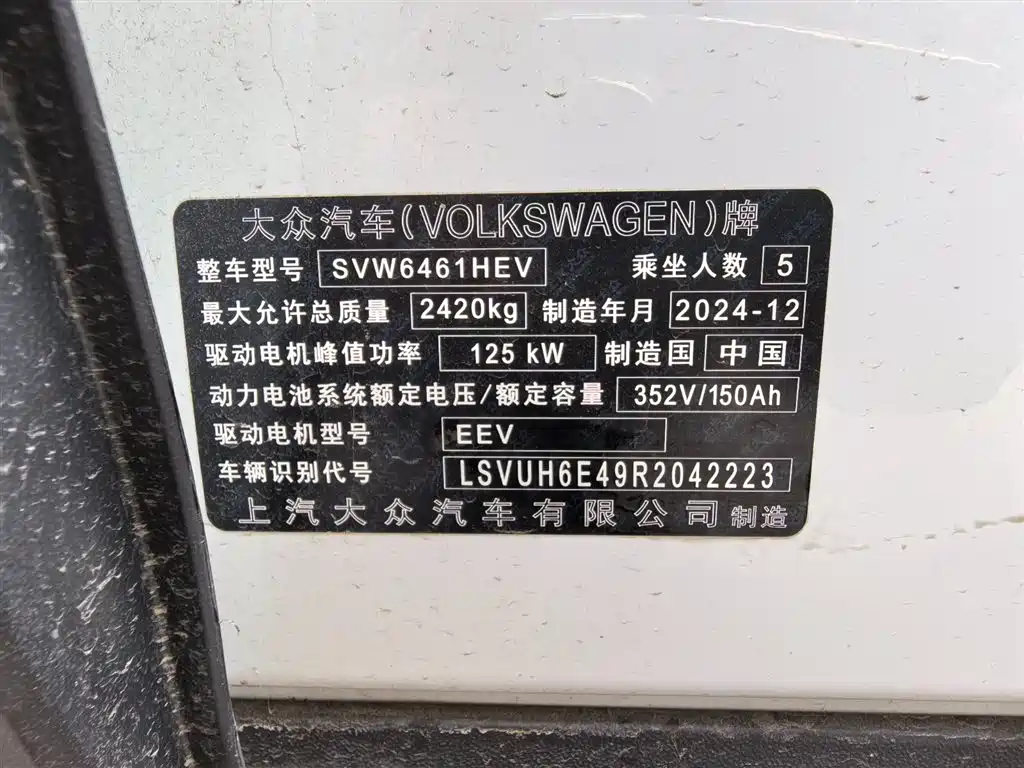 大众汽车(VOLKSWAGEN)牌
整车型号 SVW6461HEV 乘坐人数 5
最大允许总质量 2420kg 制造年月 2024-12
驱动电机峰值功率 125 kW 制造国 中国
动力电池系统额定电压/额定容量 352V/150Ah
驱动电机型号 EEV
车辆识别代号 LSVUH6E49R2042223
上汽大众汽车有限公司 制造